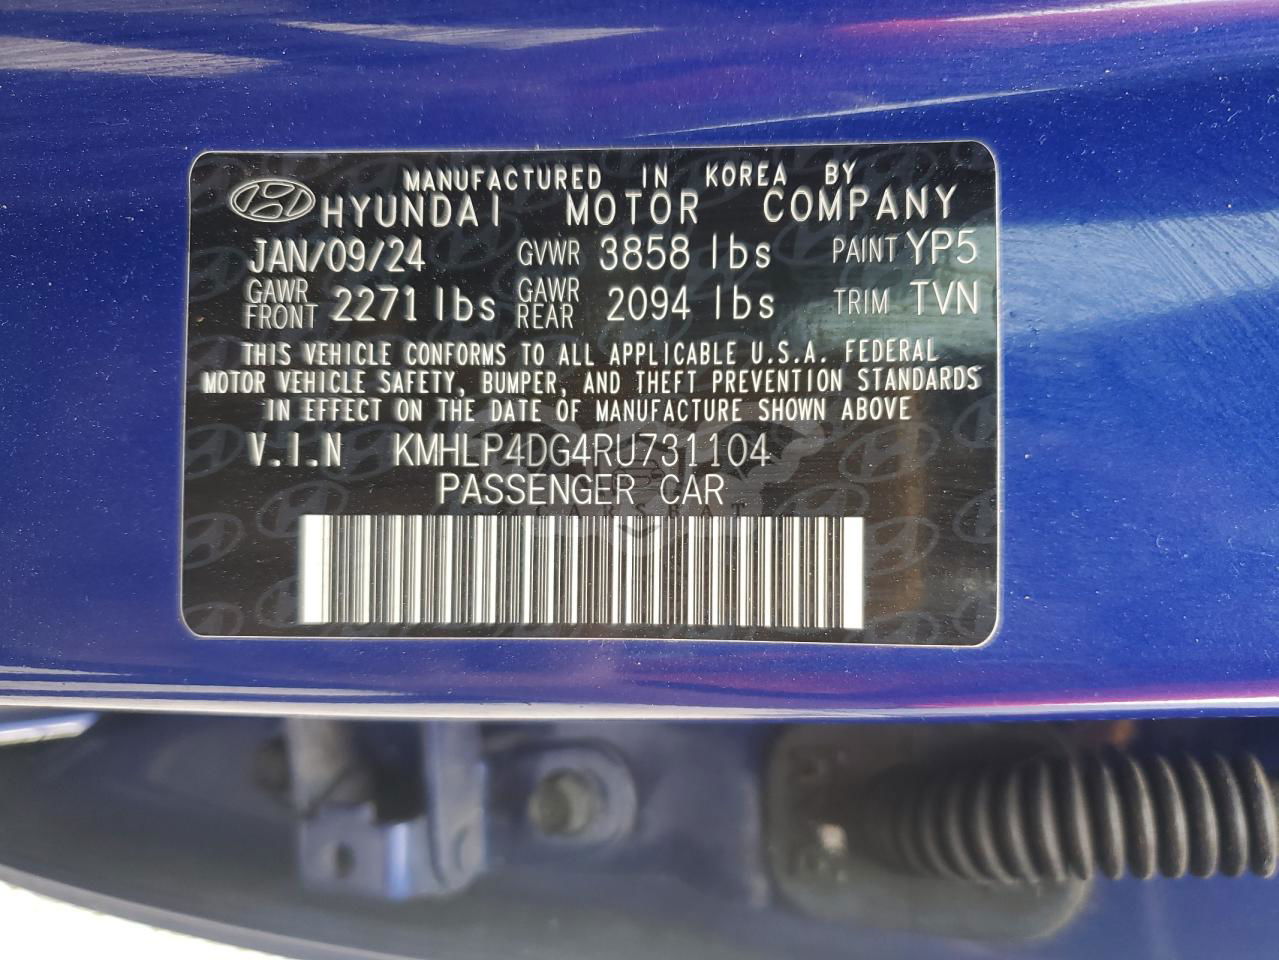 MANUFACTURED IN KOREA BY
HYUNDAI MOTOR COMPANY
JAN/09/24 GVWR 3858 lbs PAINT YP5
GAWR FRONT 2271 lbs GAWR REAR 2094 lbs TRIM TVN
THIS VEHICLE CONFORMS TO ALL APPLICABLE U.S.A. FEDERAL
MOTOR VEHICLE SAFETY, BUMPER, AND THEFT PREVENTION STANDARDS
IN EFFECT ON THE DATE OF MANUFACTURE SHOWN ABOVE
V.I.N KMHLP4DG4RU731104
PASSENGER CAR
CARSBAT